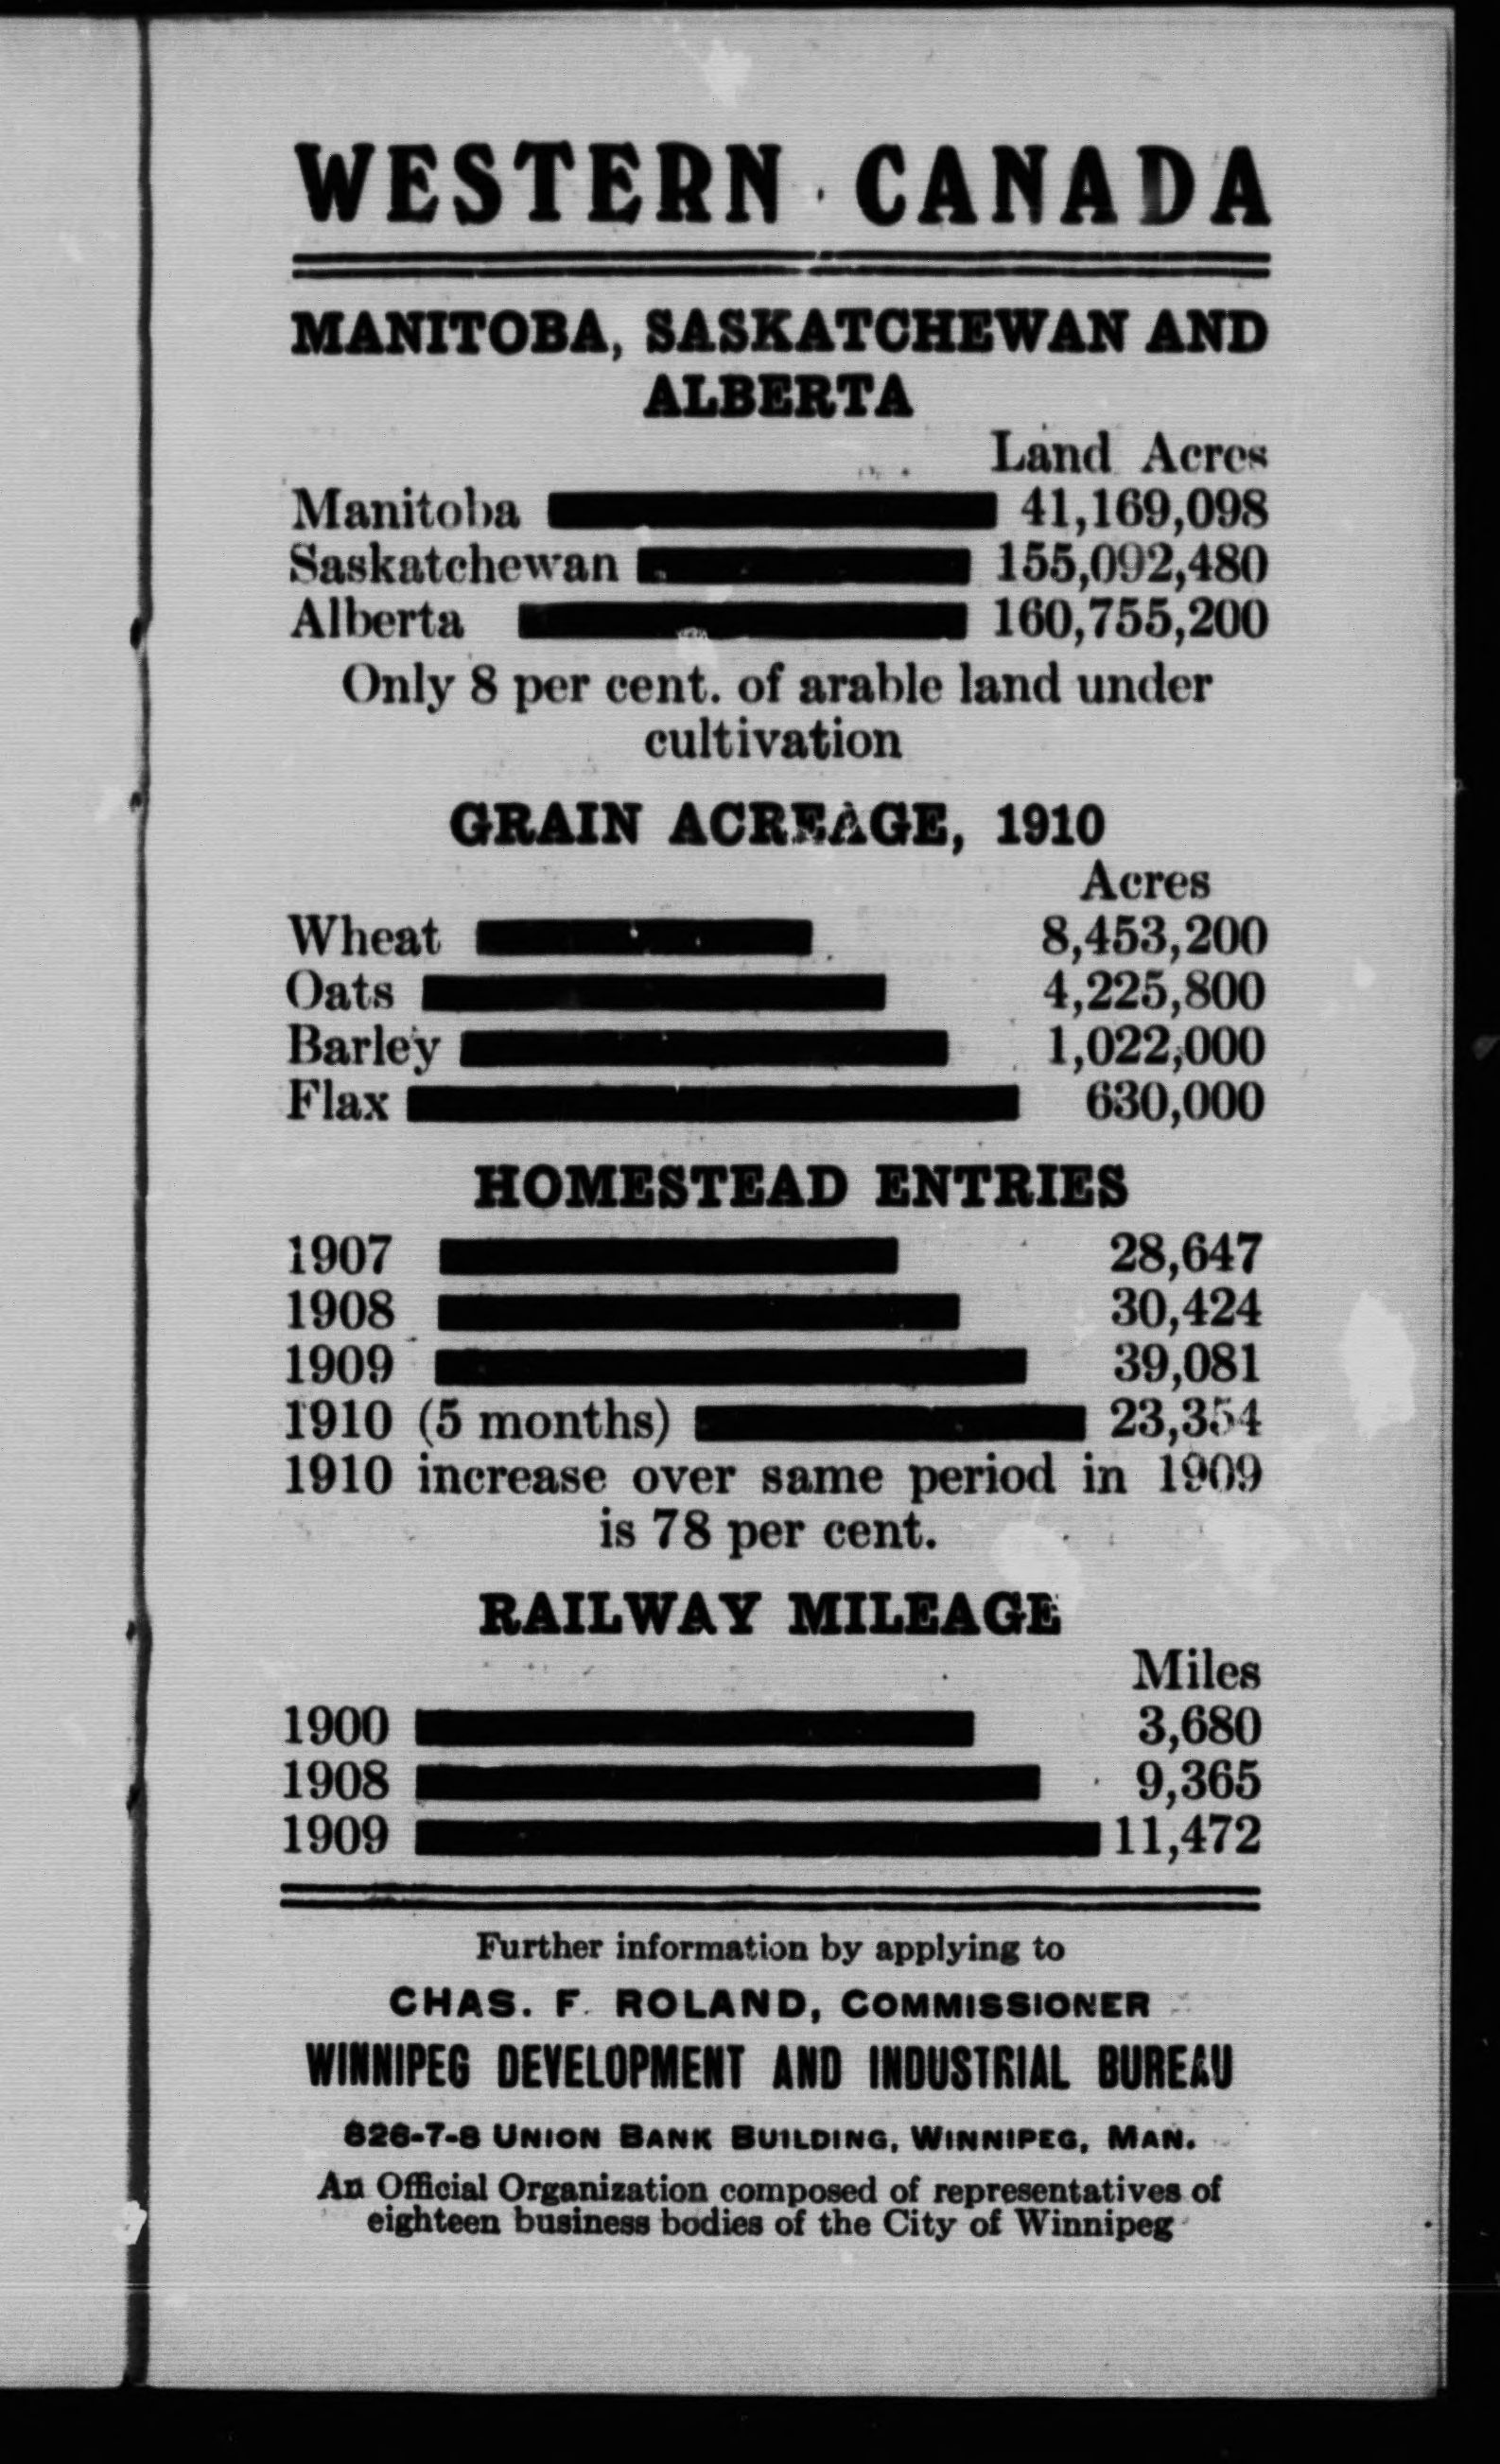 WESTERN CANADA
MANITOBA, SASKATCHEWAN AND
ALBERTA
Land Acres
Manitoba 41,169,098
Saskatchewan 155,092,480
Alberta 160,755,200
Only 8 per cent. of arable land under
cultivation
GRAIN ACREAGE, 1910
Acres
Wheat 8,453,200
Oats 4,225,800
Barley 1,022,000
Flax 630,000
HOMESTEAD ENTRIES
1907 28,647
1908 30,424
1909 39,081
1910 (5 months) 23,354
1910 increase over same period in 1909
is 78 per cent.
RAILWAY MILEAGE
Miles
1900 3,680
1908 9,365
1909 11,472
Further information by applying to
CHAS. F. ROLAND, COMMISSIONER
WINNIPEG DEVELOPMENT AND INDUSTRIAL BUREAU
826-7-8 UNION BANK BUILDING, WINNIPEG, MAN.
An Official Organization composed of representatives of
eighteen business bodies of the City of Winnipeg